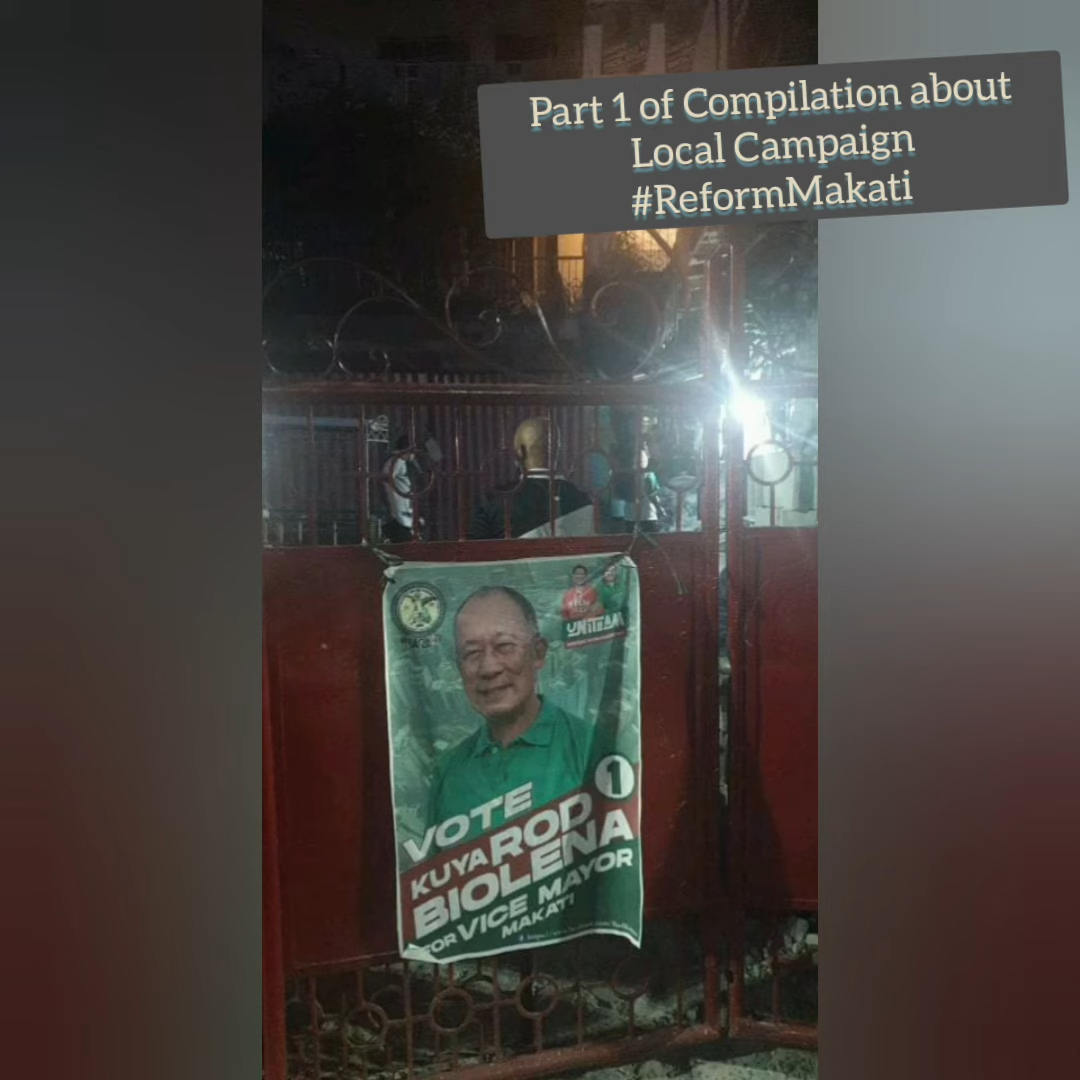 Part 1 of Compilation about
Local Campaign
#ReformMakati
UNITEAM
VOTE
1
KUYA ROD
BIOLENA
FOR VICE MAYOR
MAKATI